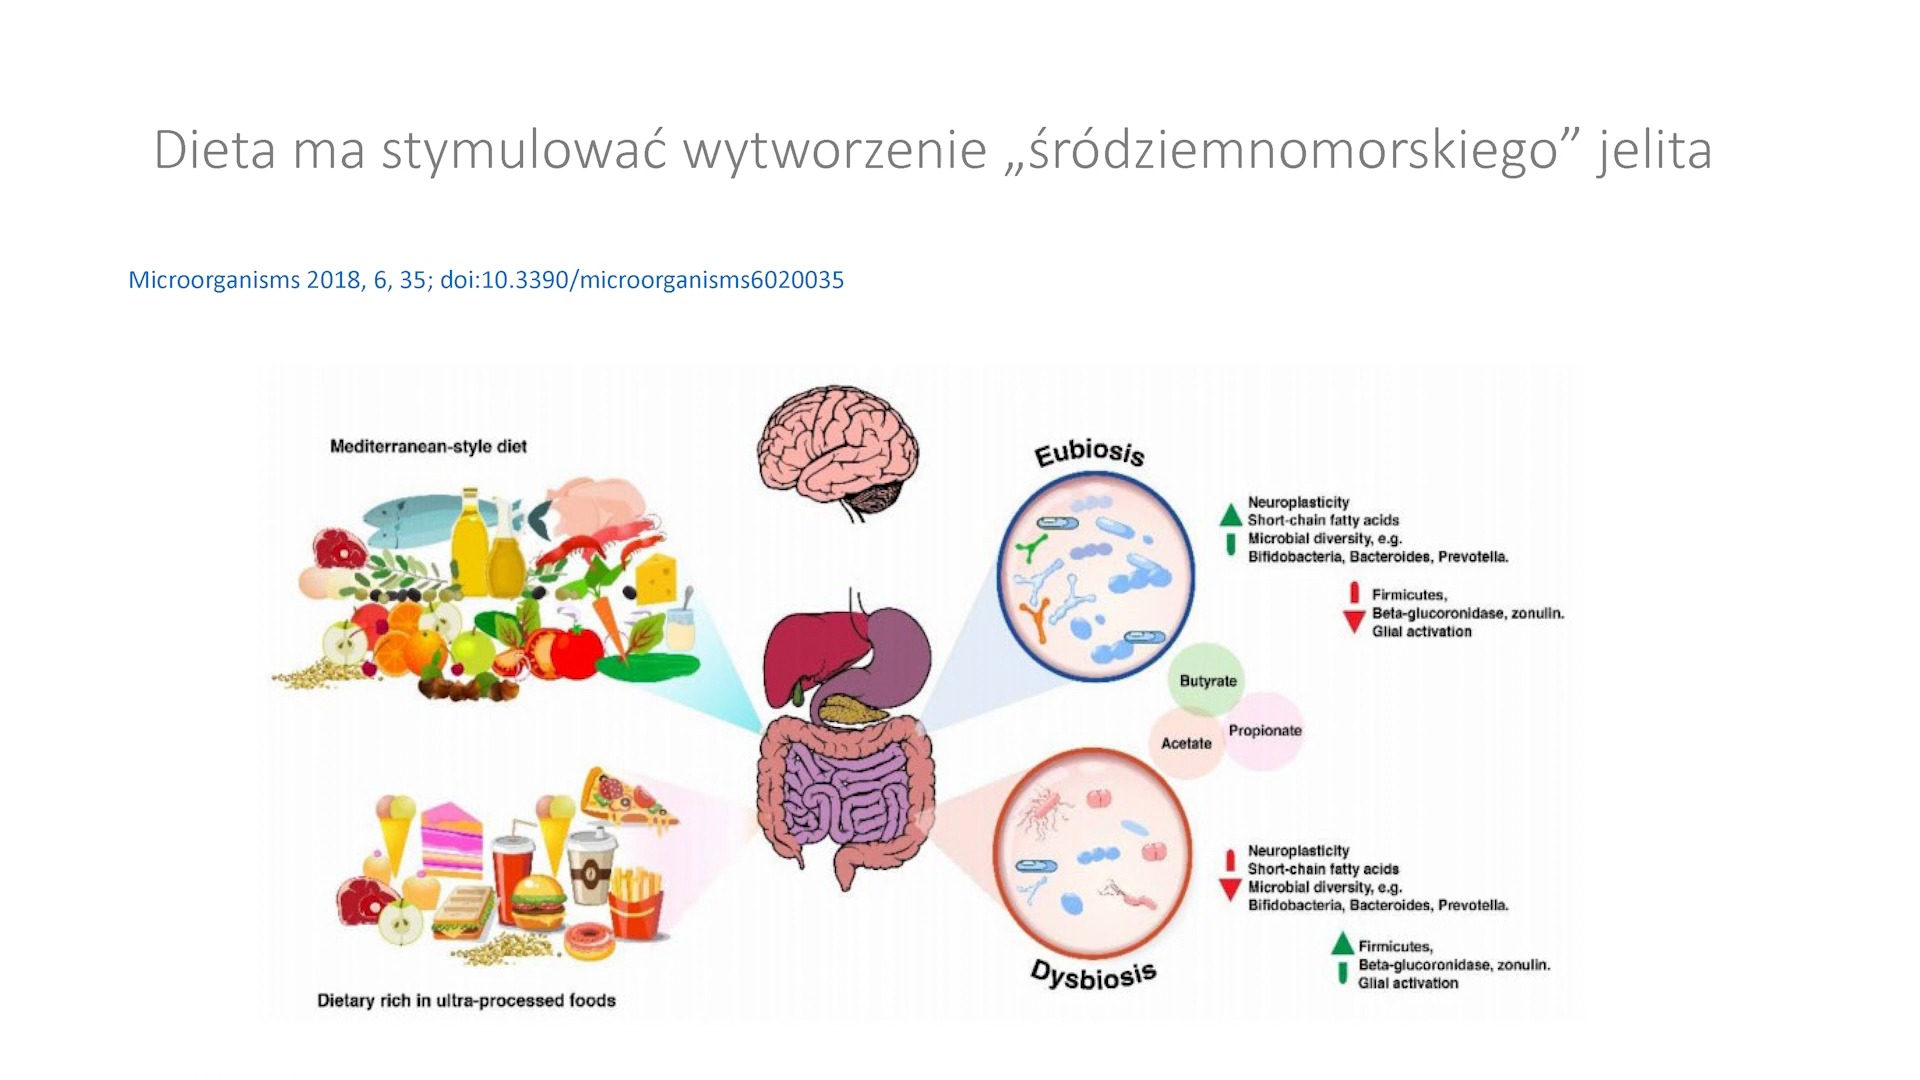 Dieta ma stymulować wytworzenie „śródziemnomorskiego” jelita
Microorganisms 2018, 6, 35; doi:10.3390/microorganisms6020035
Mediterranean-style diet
Eubiosis
Neuroplasticity
Short-chain fatty acids
Microbial diversity, e.g.
Bifidobacteria, Bacteroides, Prevotella.
Firmicutes,
Beta-glucoronidase, zonulin.
Glial activation
Butyrate
Propionate
Acetate
Neuroplasticity
Short-chain fatty acids
Microbial diversity, e.g.
Bifidobacteria, Bacteroides, Prevotella.
Firmicutes,
Beta-glucoronidase, zonulin.
Glial activation
Dysbiosis
Dietary rich in ultra-processed foods